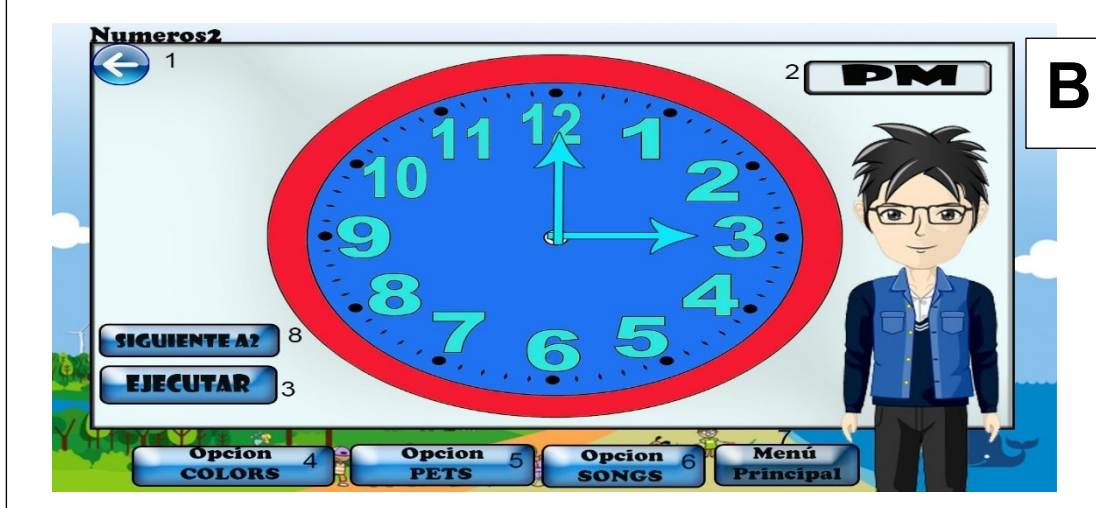 Numeros2
1
2 PM
B
12
1
2
3
4
5
6
7
8
9
10
11
SIGUIENTE A2 8
EJECUTAR 3
Opcion
COLORS 4
Opcion
PETS 5
Opcion
SONGS 6
7
Menú
Principal